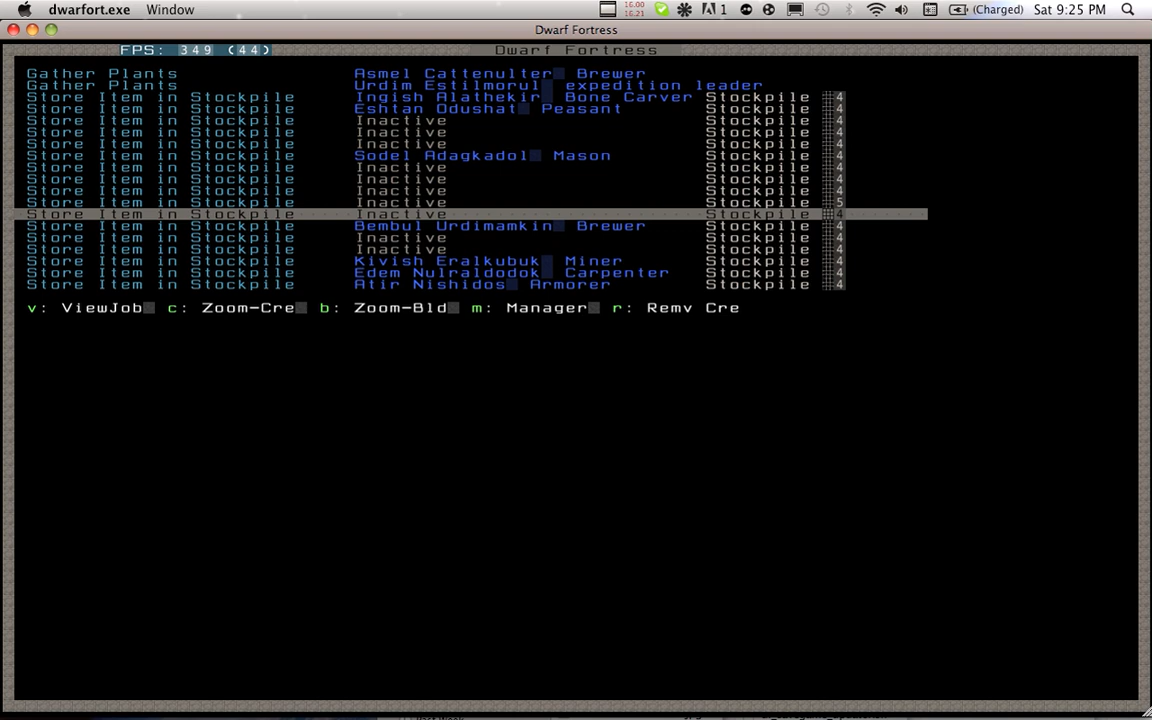 dwarfort.exe Window 16.00 16.21 1 (Charged) Sat 9:25 PM
Dwarf Fortress
FPS: 349 (44) Dwarf Fortress
Gather Plants Asmel Cattenulter Brewer
Gather Plants Urdim Estilmorul expedition leader
Store Item in Stockpile Ingish Alathekir Bone Carver Stockpile 4
Store Item in Stockpile Eshtan Odushat Peasant Stockpile 4
Store Item in Stockpile Inactive Stockpile 4
Store Item in Stockpile Inactive Stockpile 4
Store Item in Stockpile Inactive Stockpile 4
Store Item in Stockpile Sodel Adagkadol Mason Stockpile 4
Store Item in Stockpile Inactive Stockpile 4
Store Item in Stockpile Inactive Stockpile 4
Store Item in Stockpile Inactive Stockpile 4
Store Item in Stockpile Inactive Stockpile 5
Store Item in Stockpile Inactive Stockpile 4
Store Item in Stockpile Bembul Urdimamkin Brewer Stockpile 4
Store Item in Stockpile Inactive Stockpile 4
Store Item in Stockpile Inactive Stockpile 4
Store Item in Stockpile Kivish Eralkubuk Miner Stockpile 4
Store Item in Stockpile Edem Nulraldodok Carpenter Stockpile 4
Store Item in Stockpile Atir Nishidos Armorer Stockpile 4
v: ViewJob c: Zoom-Cre b: Zoom-Bld m: Manager r: Remv Cre